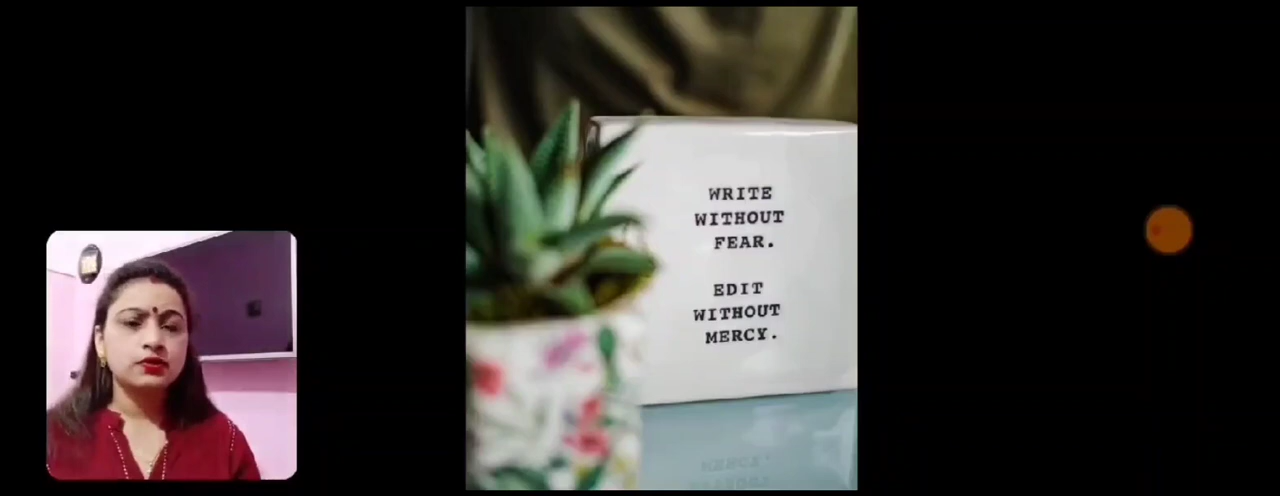 WRITE
WITHOUT
FEAR.
EDIT
WITHOUT
MERCY.